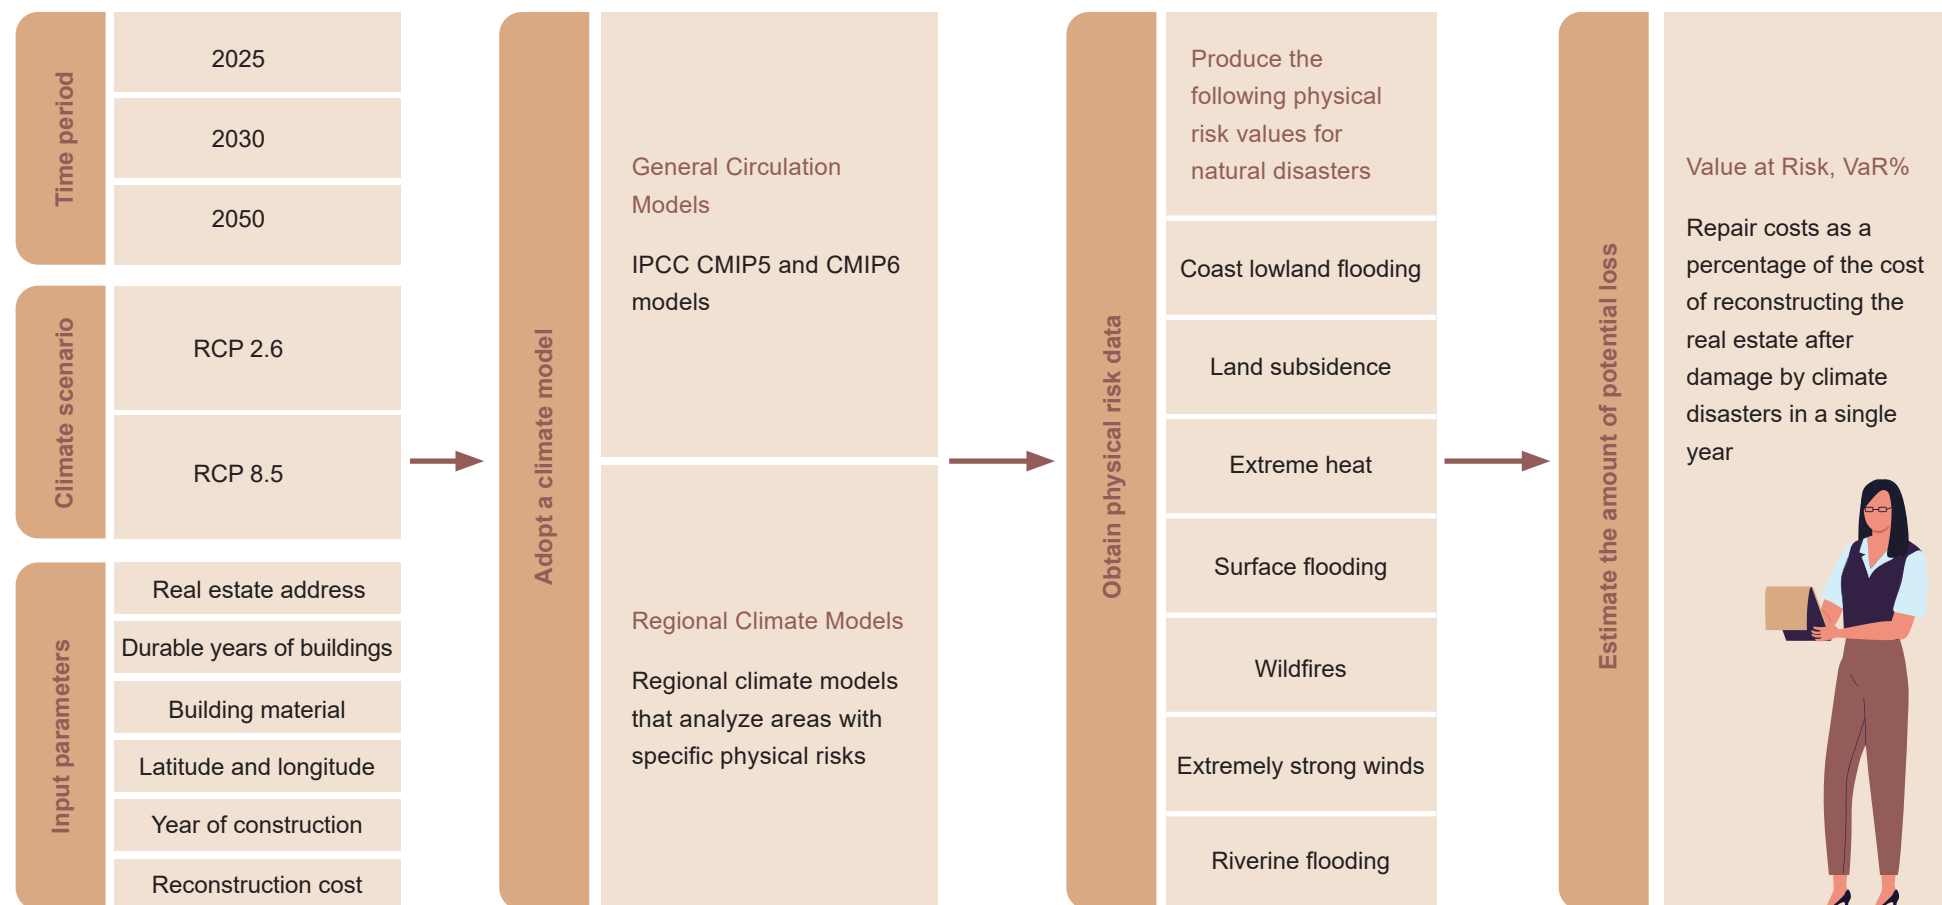 Time period
2025
2030
2050
Climate scenario
RCP 2.6
RCP 8.5
Input parameters
Real estate address
Durable years of buildings
Building material
Latitude and longitude
Year of construction
Reconstruction cost
Adopt a climate model
General Circulation
Models
IPCC CMIP5 and CMIP6
models
Regional Climate Models
Regional climate models
that analyze areas with
specific physical risks
Obtain physical risk data
Produce the
following physical
risk values for
natural disasters
Coast lowland flooding
Land subsidence
Extreme heat
Surface flooding
Wildfires
Extremely strong winds
Riverine flooding
Estimate the amount of potential loss
Value at Risk, VaR%
Repair costs as a
percentage of the cost
of reconstructing the
real estate after
damage by climate
disasters in a single
year